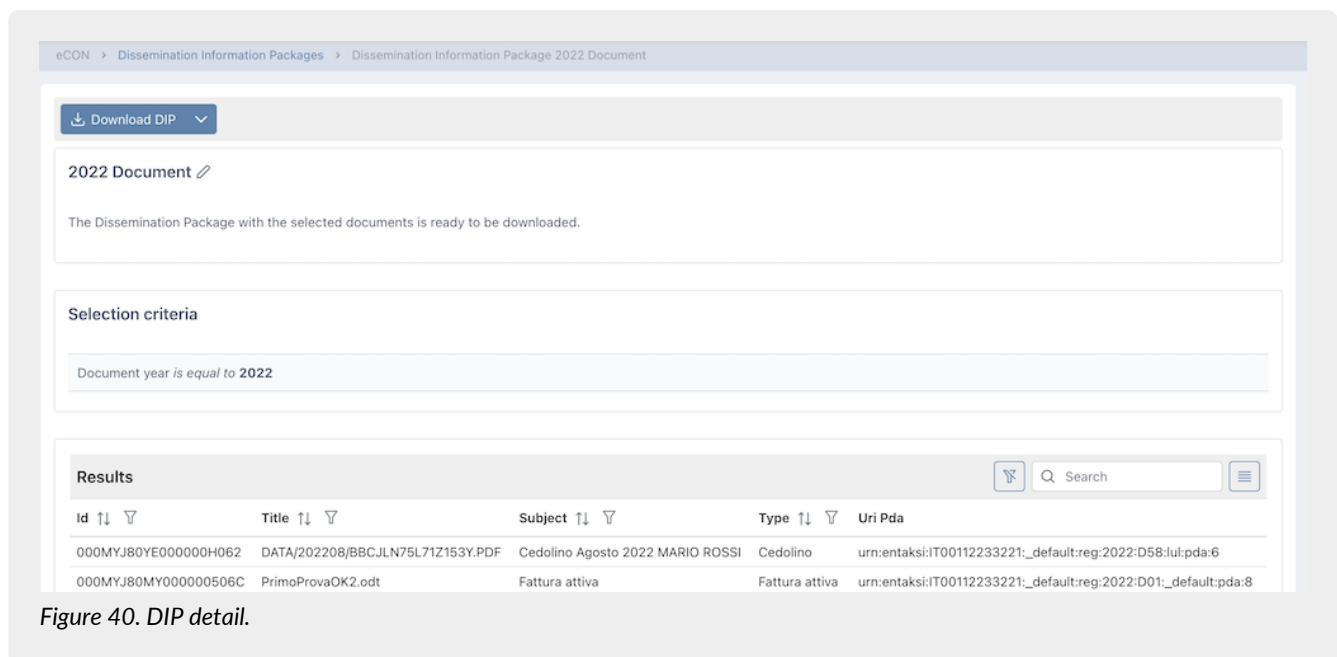 eCON > Dissemination Information Packages > Dissemination Information Package 2022 Document
Download DIP
2022 Document
The Dissemination Package with the selected documents is ready to be downloaded.
Selection criteria
Document year is equal to 2022
Results
Search
Id Title Subject Type Uri Pda
000MYJ80YE000000H062 DATA/202208/BBCJLN75L71Z153Y.PDF Cedolino Agosto 2022 MARIO ROSSI Cedolino urn:entaksi:IT00112233221:_default:reg:2022:D58:lul:pda:6
000MYJ80MY000000506C PrimoProvaOK2.odt Fattura attiva Fattura attiva urn:entaksi:IT00112233221:_default:reg:2022:D01:_default:pda:8
Figure 40. DIP detail.